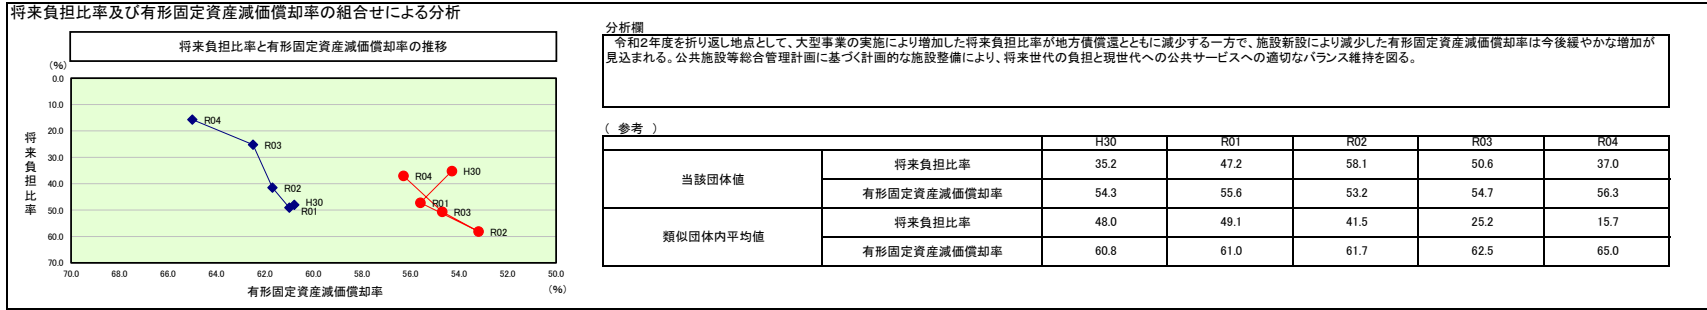 将来負担比率及び有形固定資産減価償却率の組合せによる分析
将来負担比率と有形固定資産減価償却率の推移
(%)
0.0
10.0
20.0
30.0
40.0
50.0
60.0
70.0
将来負担比率
R04
R03
R02
H30
R01
R04
H30
R01
R03
R02
70.0 68.0 66.0 64.0 62.0 60.0 58.0 56.0 54.0 52.0 50.0
有形固定資産減価償却率
(%)
分析欄
令和2年度を折り返し地点として、大型事業の実施により増加した将来負担比率が地方債償還とともに減少する一方で、施設新設により減少した有形固定資産減価償却率は今後緩やかな増加が
見込まれる。公共施設等総合管理計画に基づく計画的な施設整備により、将来世代の負担と現世代への公共サービスへの適切なバランス維持を図る。
( 参考 )
H30 R01 R02 R03 R04
当該団体値
将来負担比率 35.2 47.2 58.1 50.6 37.0
有形固定資産減価償却率 54.3 55.6 53.2 54.7 56.3
類似団体内平均値
将来負担比率 48.0 49.1 41.5 25.2 15.7
有形固定資産減価償却率 60.8 61.0 61.7 62.5 65.0